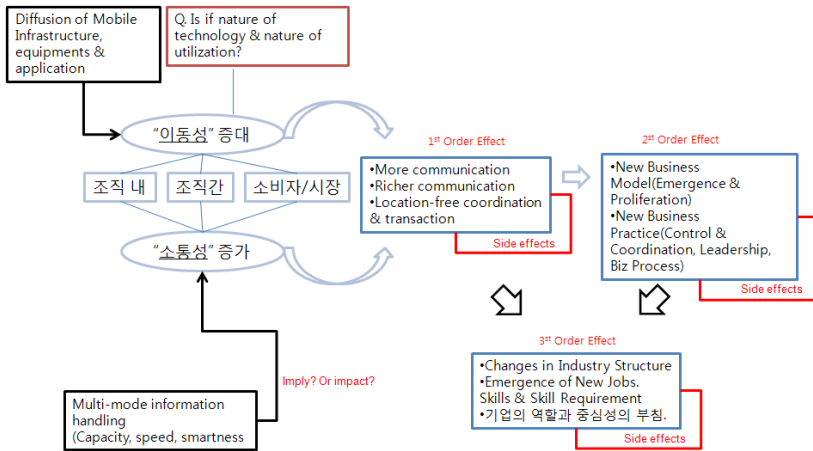 Diffusion of Mobile
Infrastructure,
equipments &
application
Q. Is if nature of
technology & nature of
utilization?
“이동성” 증대
조직 내
조직간
소비자/시장
“소통성” 증가
Imply? Or impact?
Multi-mode information
handling
(Capacity, speed, smartness
1st Order Effect
•More communication
•Richer communication
•Location-free coordination
& transaction
Side effects
2nd Order Effect
•New Business
Model(Emergence &
Proliferation)
•New Business
Practice(Control &
Coordination, Leadership,
Biz Process)
Side effects
3st Order Effect
•Changes in Industry Structure
•Emergence of New Jobs.
Skills & Skill Requirement
•기업의 역할과 중심성의 부침.
Side effects